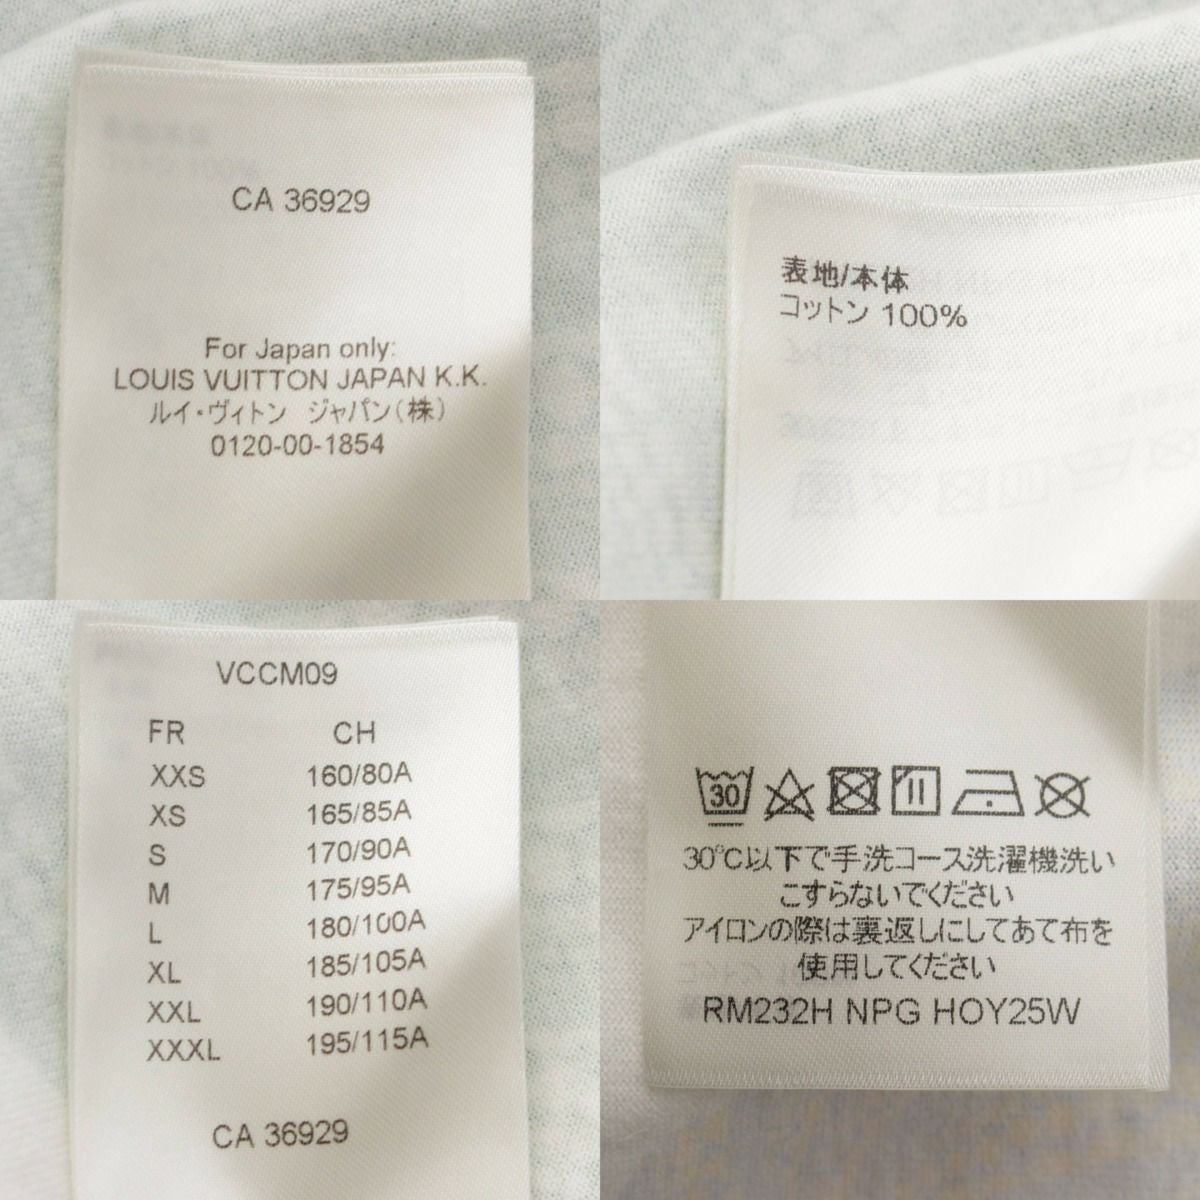 CA 36929
For Japan only:
LOUIS VUITTON JAPAN K.K.
ルイ・ヴィトン ジャパン(株)
0120-00-1854
表地/本体
コットン 100%
VCCM09
FR CH
XXS 160/80A
XS 165/85A
S 170/90A
M 175/95A
L 180/100A
XL 185/105A
XXL 190/110A
XXXL 195/115A
CA 36929
30
30°C以下で手洗コース洗濯機洗い
こすらないでください
アイロンの際は裏返しにしてあて布を
使用してください
RM232H NPG HOY25W